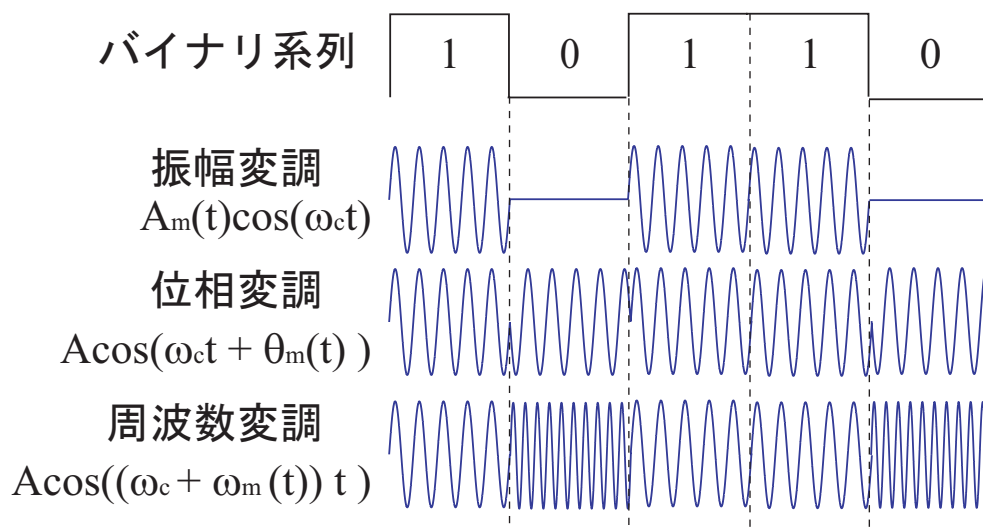 バイナリ系列 1 0 1 1 0
振幅変調
Am(t)cos(ωct)
位相変調
Acos(ωct + θm(t) )
周波数変調
Acos((ωc + ωm (t)) t )